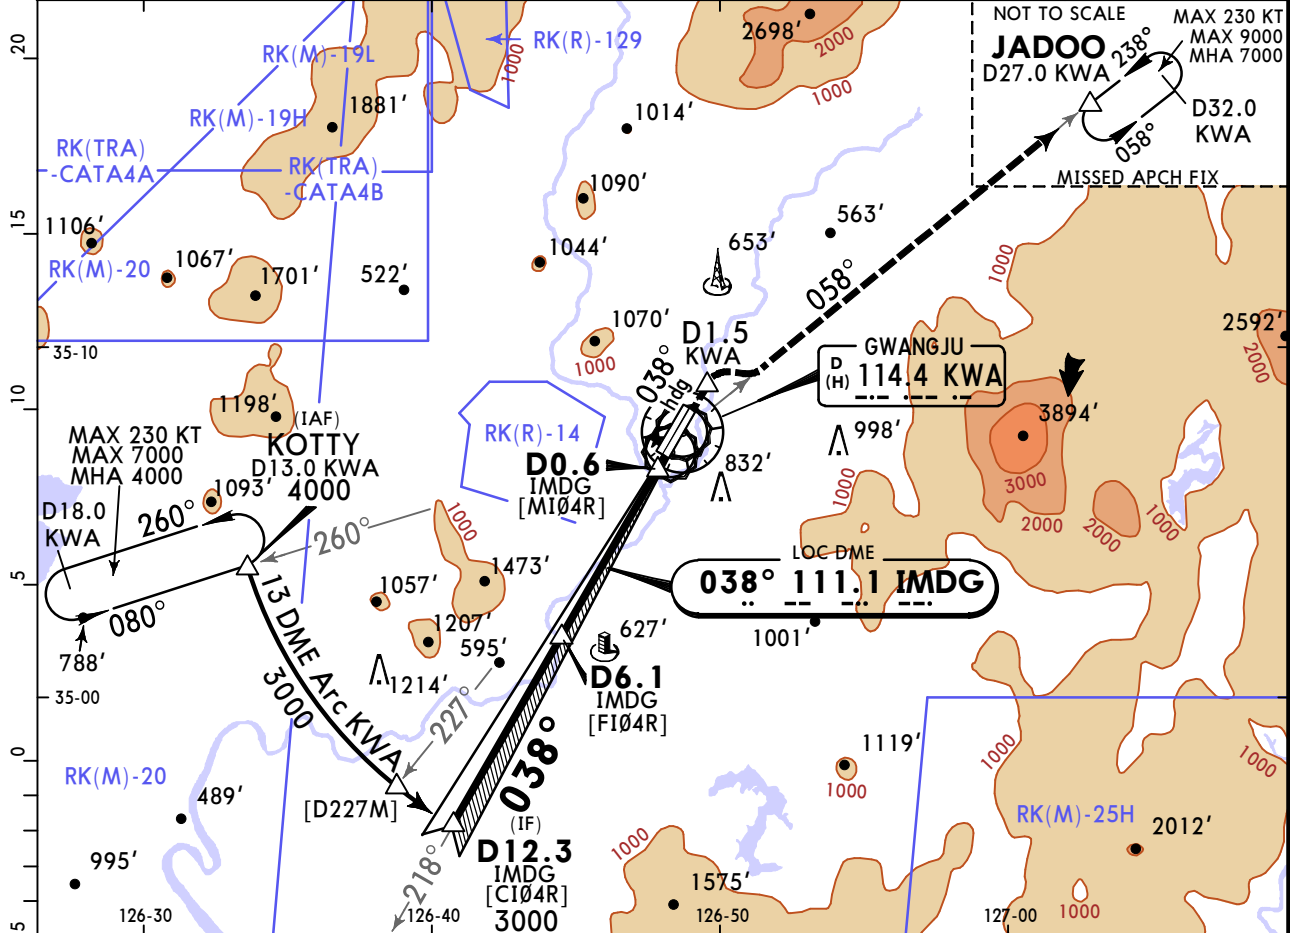 NOT TO SCALE
JADOO
D27.0 KWA
238°
MAX 230 KT
MAX 9000
MHA 7000
D32.0
KWA
058°
MISSED APCH FIX
20
RK(M)-19L
RK(R)-129
1000
2698'
2000
1000
1881'
RK(M)-19H
1014'
RK(TRA)
-CATA4A
RK(TRA)
-CATA4B
1090'
15
1106'
563'
653'
1044'
RK(M)-20
1067'
1701'
522'
058°
1000
2592'
2000
1070'
1000
D1.5
KWA
35-10
GWANGJU
D
(H)
114.4 KWA
038°
hdg
10
1198'
(IAF)
KOTTY
D13.0 KWA
4000
MAX 230 KT
MAX 7000
MHA 4000
RK(R)-14
D0.6
IMDG
[MIØ4R]
832'
998'
3894'
3000
2000
2000
1000
1000
1093'
D18.0
KWA
260°
260°
1000
1473'
LOC DME
038° 111.1 IMDG
5
080°
788'
1057'
1207'
595'
1214'
627'
1001'
D6.1
IMDG
[FIØ4R]
13 DME Arc KWA
3000
227°
35-00
038°
0
RK(M)-20
[D227M]
489'
995'
(IF)
D12.3
IMDG
[CIØ4R]
3000
218°
1119'
1000
1000
1000
RK(M)-25H
2012'
1000
1575'
1000
5
126-30
126-40
126-50
127-00